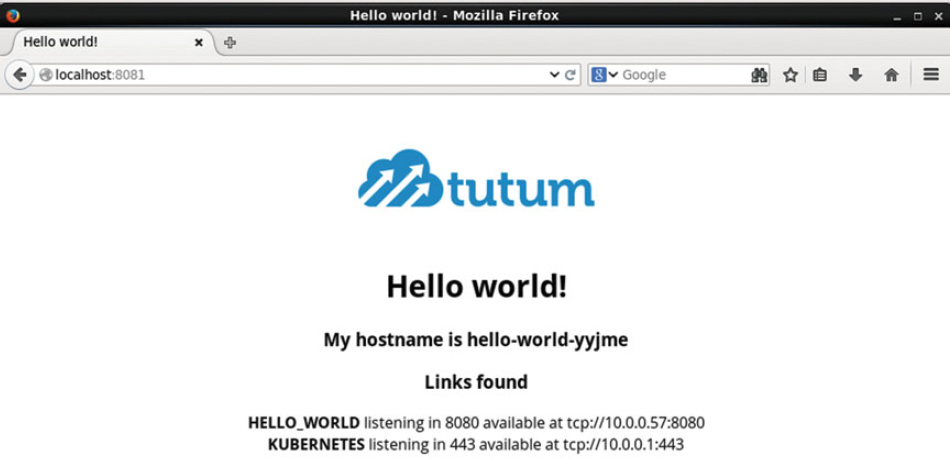 Hello world! - Mozilla Firefox
Hello world!
localhost:8081
8 Google
tutum
Hello world!
My hostname is hello-world-yyjme
Links found
HELLO_WORLD listening in 8080 available at tcp://10.0.0.57:8080
KUBERNETES listening in 443 available at tcp://10.0.0.1:443